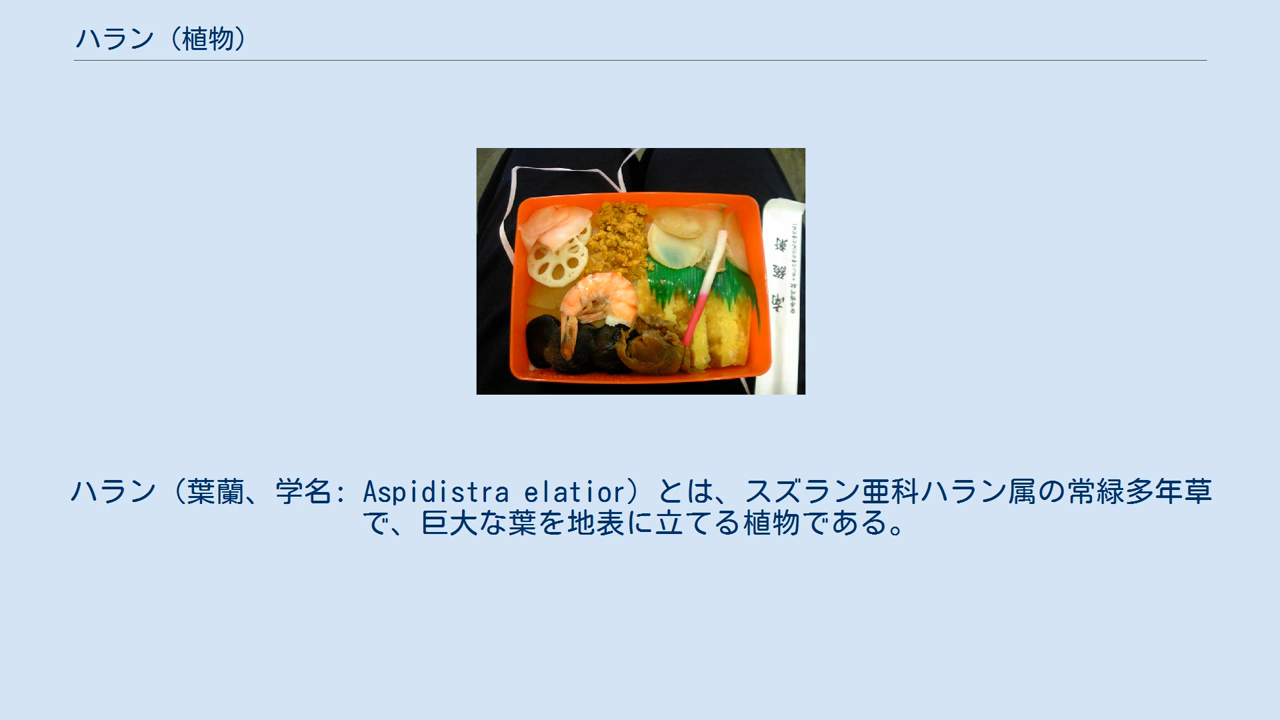 ハラン（植物）
ハラン（葉蘭、学名: Aspidistra elatior）とは、スズラン亜科ハラン属の常緑多年草
で、巨大な葉を地表に立てる植物である。